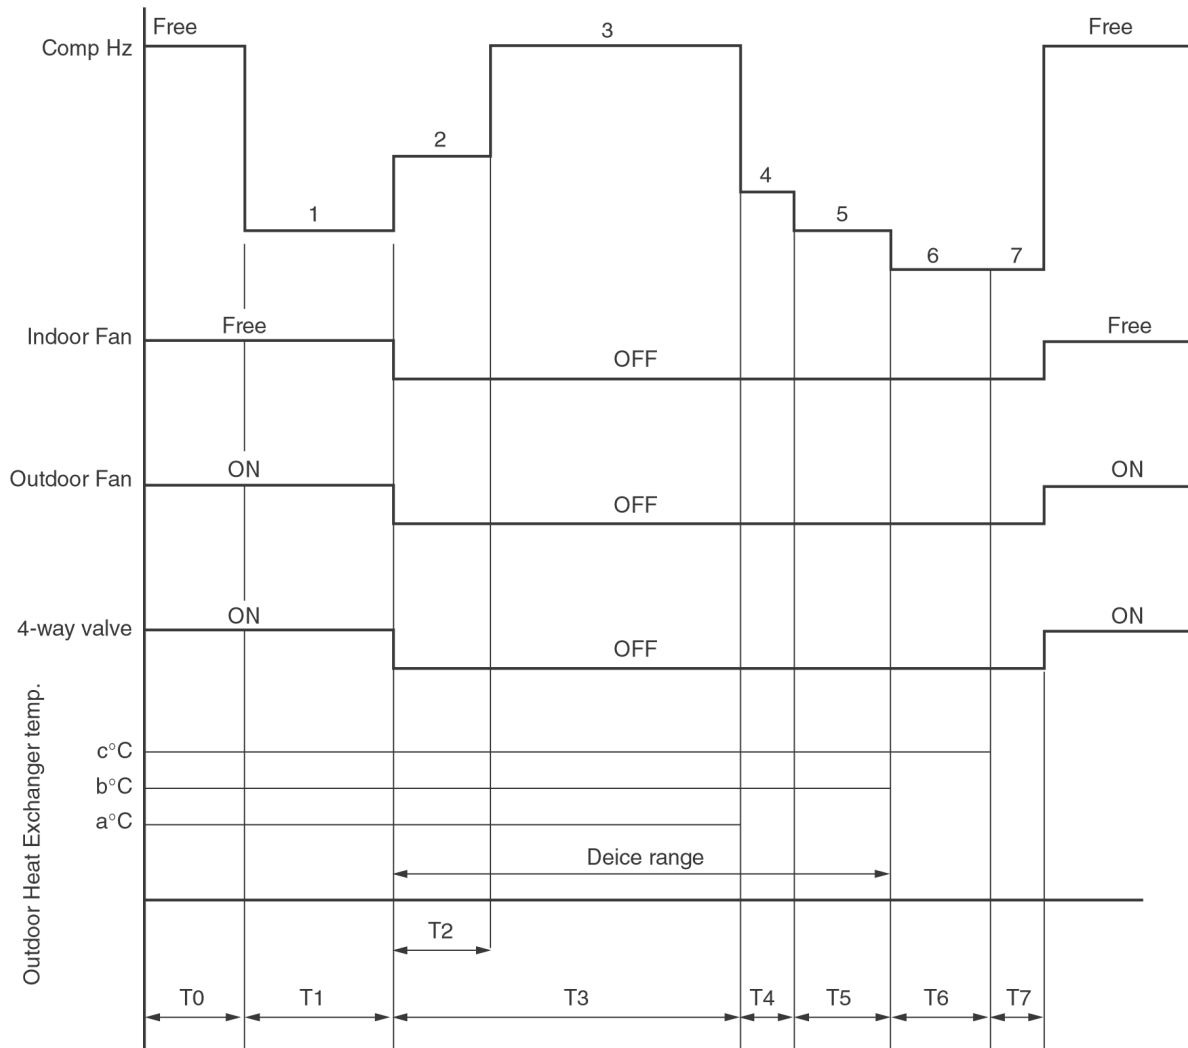 Free
Free
Comp Hz
3
2
4
1
5
6
7
Free
Free
Indoor Fan
OFF
ON
ON
Outdoor Fan
OFF
ON
ON
4-way valve
OFF
Outdoor Heat Exchanger temp.
c°C
b°C
a°C
Deice range
T2
T0
T1
T3
T4
T5
T6
T7